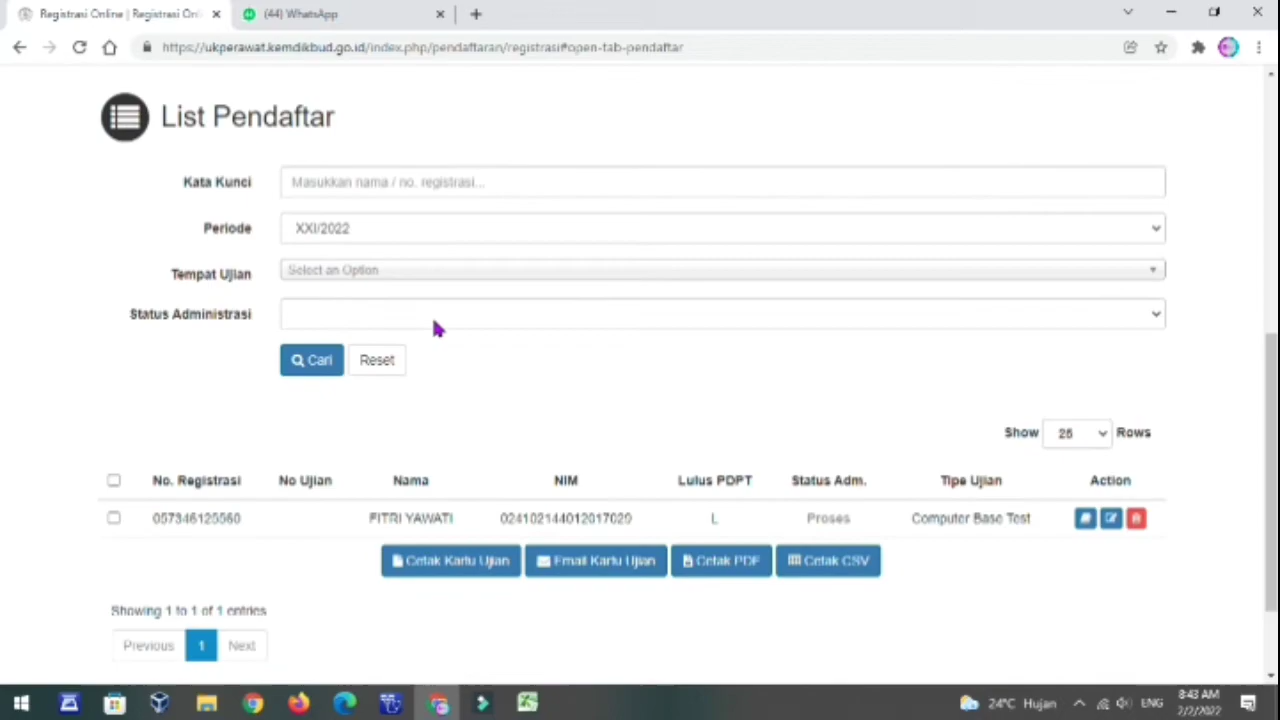 Registrasi Online | Registrasi Onl
(44) WhatsApp
https://ukperawat.kemdikbud.go.id/index.php/pendaftaran/registrasi#open-tab-pendaftar
List Pendaftar
Kata Kunci
Masukkan nama / no. registrasi...
Periode
XXI/2022
Tempat Ujian
Select an Option
Status Administrasi
Cari
Reset
Show 25 Rows
No. Registrasi No Ujian Nama NIM Lulus PDPT Status Adm. Tipe Ujian Action
057346125560 FITRI YAWATI 024102144012017029 L Proses Computer Base Test
Cetak Kartu Ujian Email Kartu Ujian Cetak PDF Cetak CSV
Showing 1 to 1 of 1 entries
Previous 1 Next
24°C Hujan ENG 8:43 AM
2/2/2022